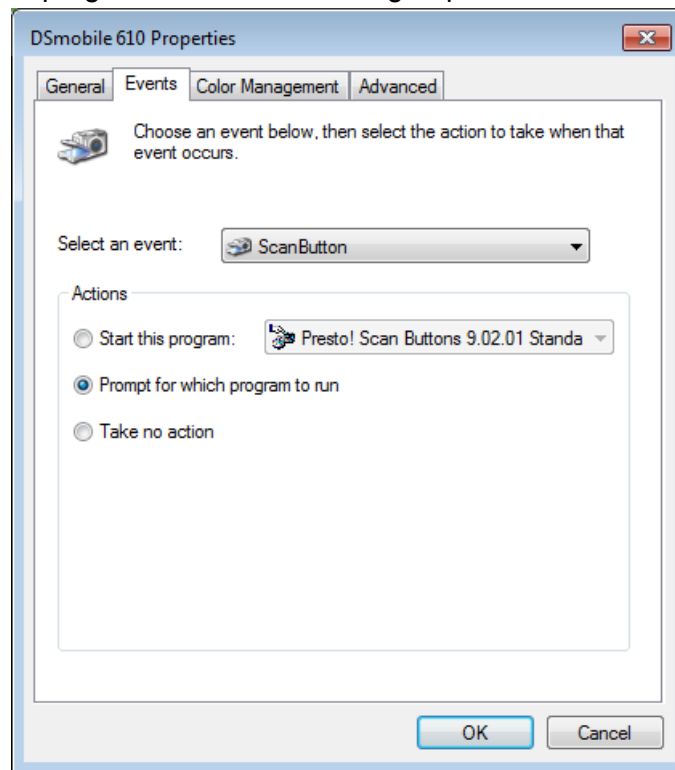 DSmobile 610 Properties
General Events Color Management Advanced
Choose an event below, then select the action to take when that
event occurs.
Select an event: ScanButton
Actions
Start this program: Presto! Scan Buttons 9.02.01 Standa
Prompt for which program to run
Take no action
OK Cancel